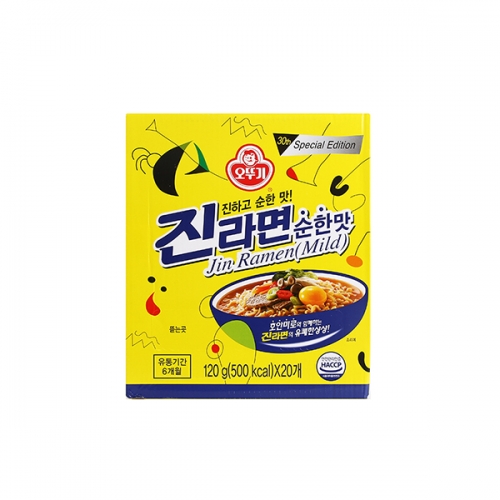 30th Special Edition
오뚜기
진하고 순한 맛!
진라면 순한맛
Jin Ramen(Mild)
호안미로와 함께하는
진라면의 유쾌한상상!
뜯는곳
조리예
유통기간
6개월
120 g(500 kcal)X20개
HACCP